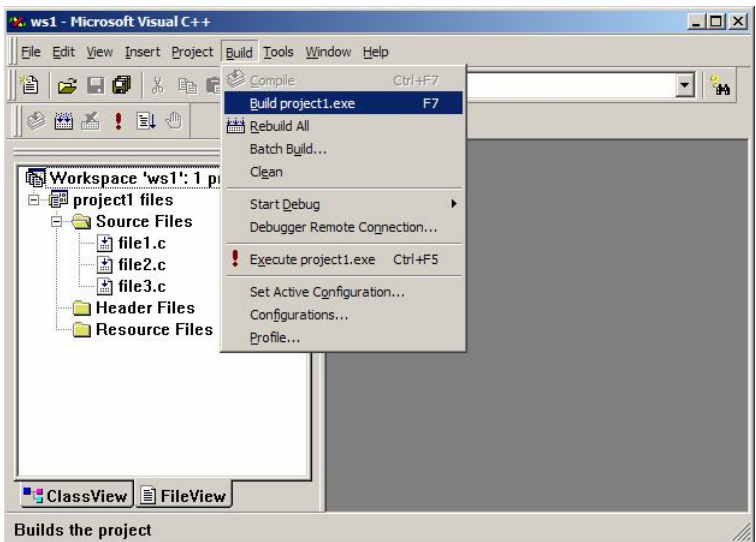 ws1 - Microsoft Visual C++
File Edit View Insert Project Build Tools Window Help
Compile Ctrl+F7
Build project1.exe F7
Rebuild All
Batch Build...
Clean
Start Debug
Debugger Remote Connection...
Execute project1.exe Ctrl+F5
Set Active Configuration...
Configurations...
Profile...
Workspace 'ws1': 1
project1 files
Source Files
file1.c
file2.c
file3.c
Header Files
Resource Files
ClassView FileView
Builds the project